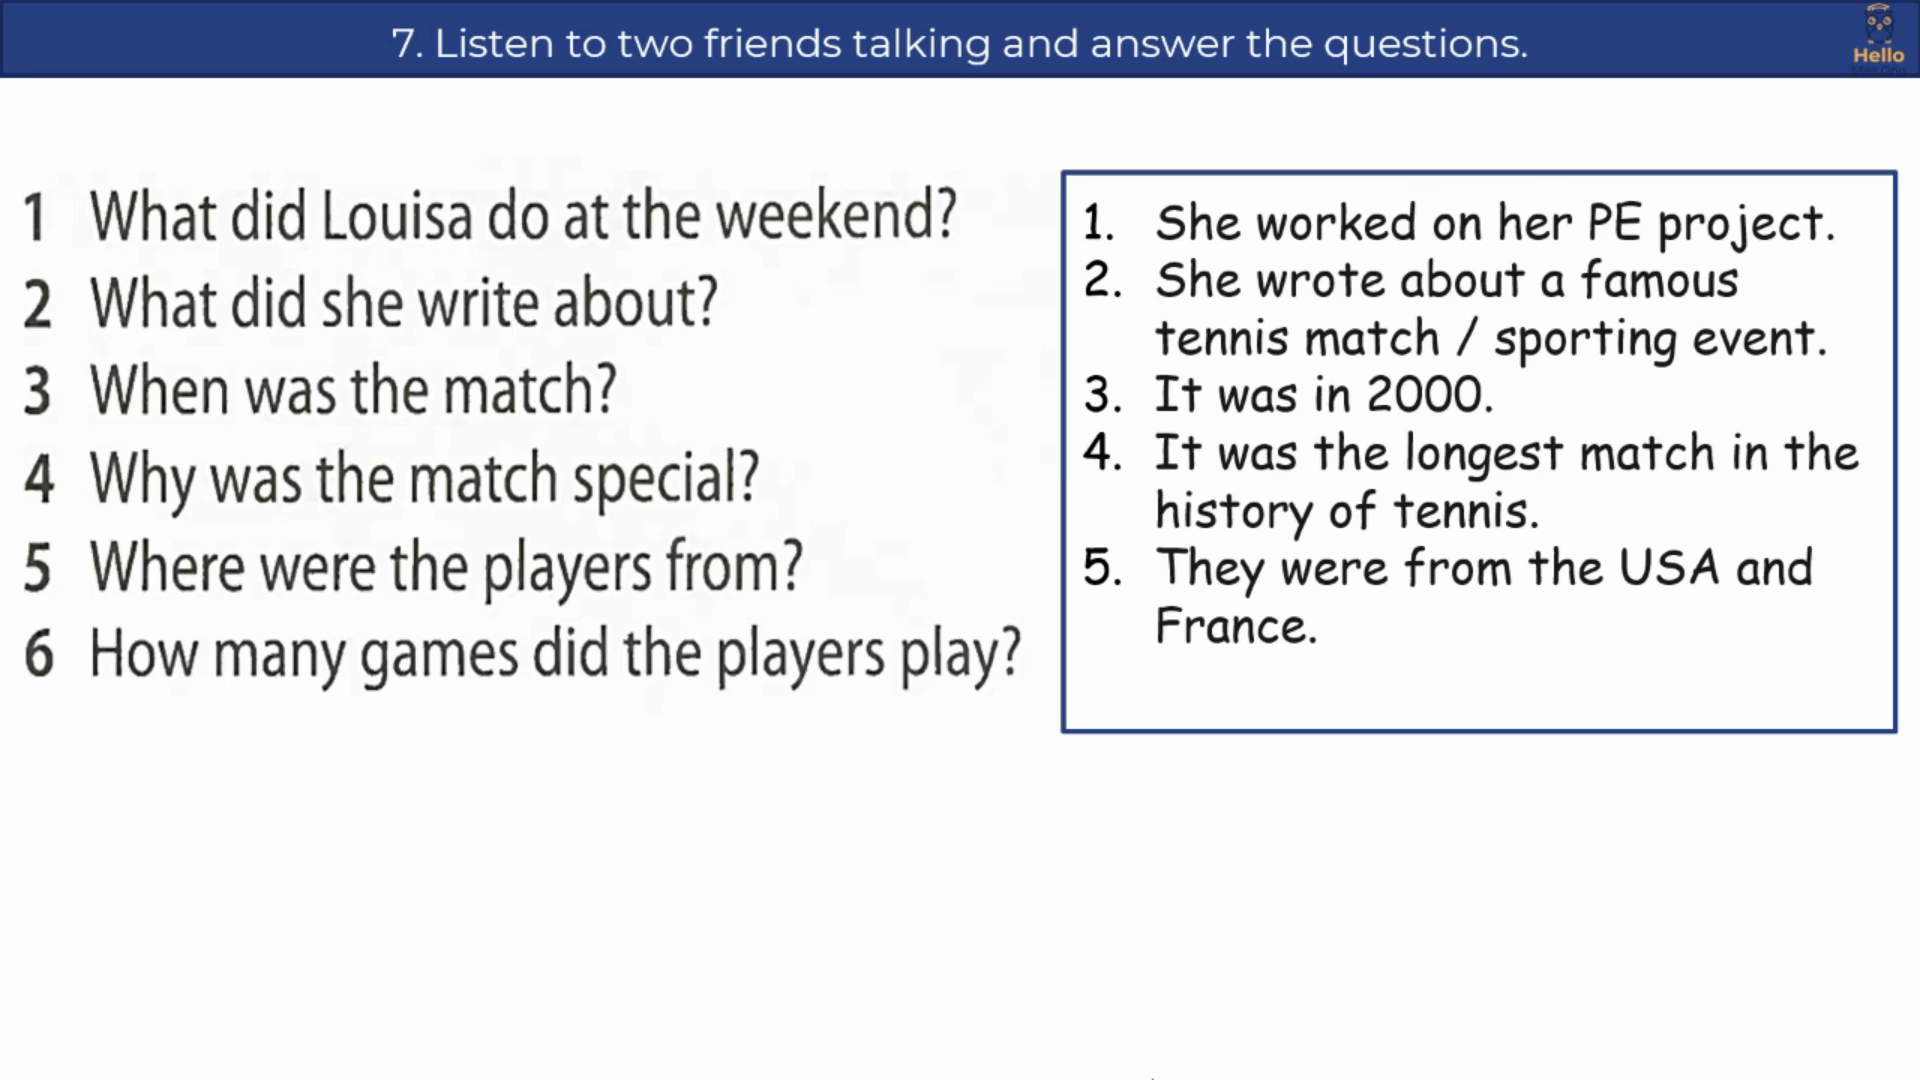 7. Listen to two friends talking and answer the questions.
Hello
1 What did Louisa do at the weekend?
2 What did she write about?
3 When was the match?
4 Why was the match special?
5 Where were the players from?
6 How many games did the players play?
1. She worked on her PE project.
2. She wrote about a famous
tennis match / sporting event.
3. It was in 2000.
4. It was the longest match in the
history of tennis.
5. They were from the USA and
France.